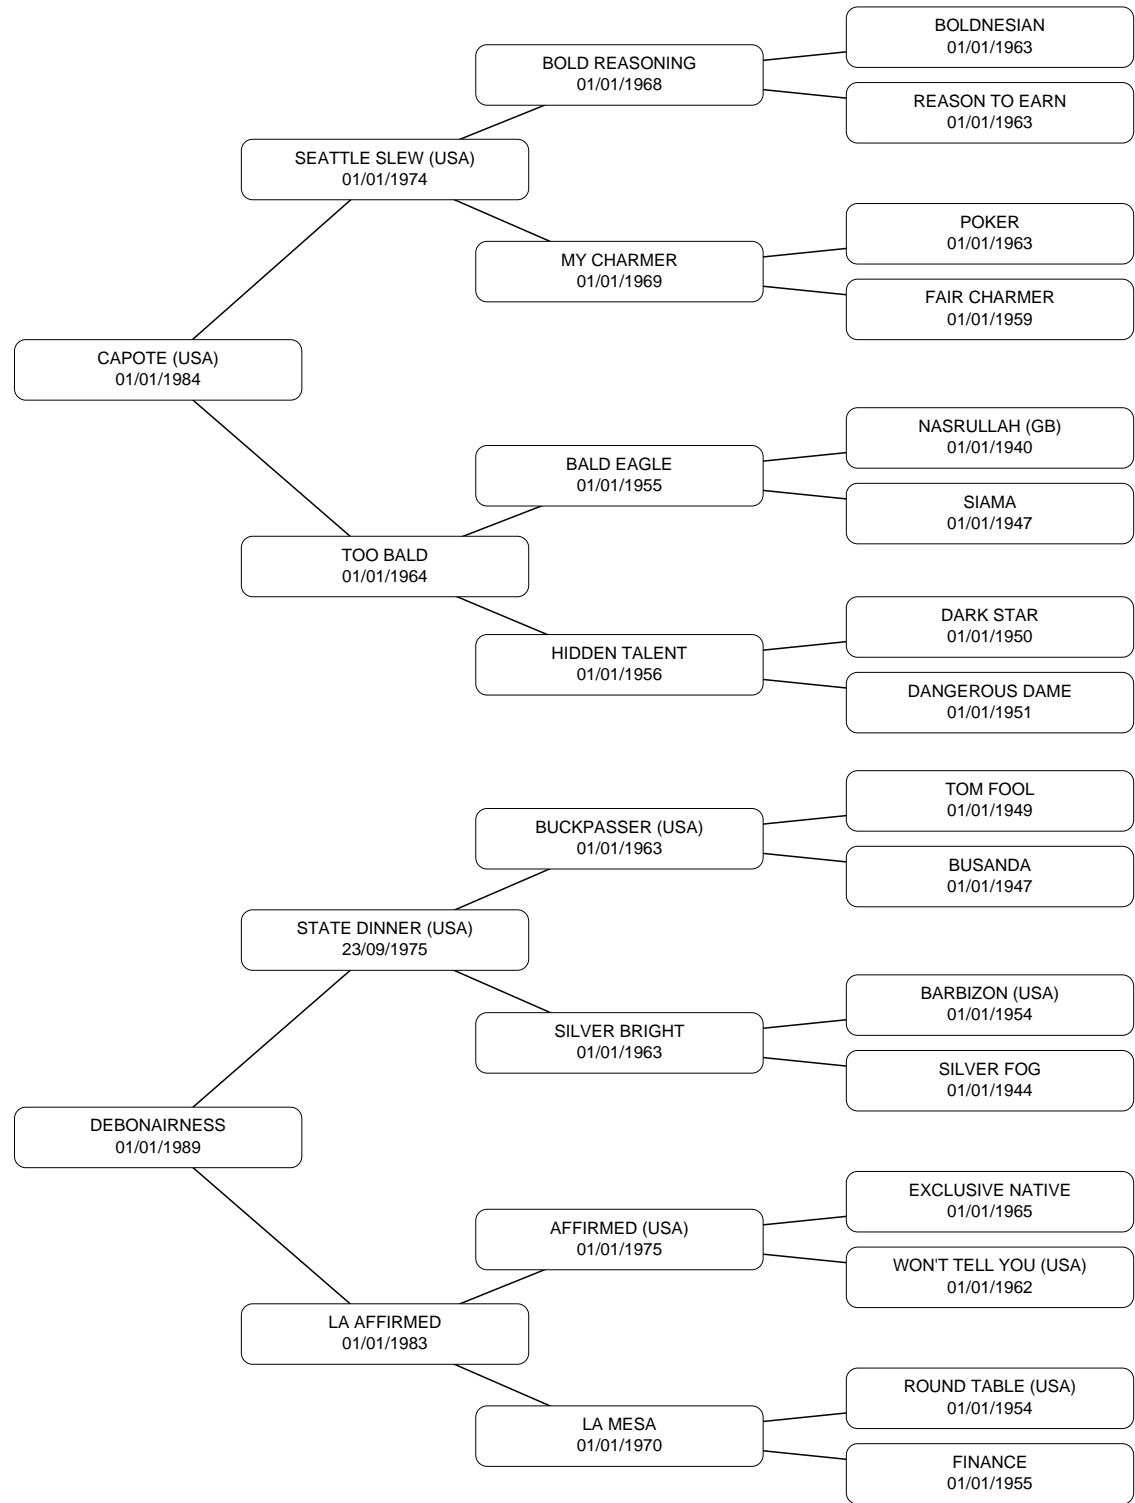 BOLDNESIAN
01/01/1963
BOLD REASONING
01/01/1968
REASON TO EARN
01/01/1963
SEATTLE SLEW (USA)
01/01/1974
POKER
01/01/1963
MY CHARMER
01/01/1969
FAIR CHARMER
01/01/1959
CAPOTE (USA)
01/01/1984
NASRULLAH (GB)
01/01/1940
BALD EAGLE
01/01/1955
SIAMA
01/01/1947
TOO BALD
01/01/1964
DARK STAR
01/01/1950
HIDDEN TALENT
01/01/1956
DANGEROUS DAME
01/01/1951
TOM FOOL
01/01/1949
BUCKPASSER (USA)
01/01/1963
BUSANDA
01/01/1947
STATE DINNER (USA)
23/09/1975
BARBIZON (USA)
01/01/1954
SILVER BRIGHT
01/01/1963
SILVER FOG
01/01/1944
DEBONAIRNESS
01/01/1989
EXCLUSIVE NATIVE
01/01/1965
AFFIRMED (USA)
01/01/1975
WON'T TELL YOU (USA)
01/01/1962
LA AFFIRMED
01/01/1983
ROUND TABLE (USA)
01/01/1954
LA MESA
01/01/1970
FINANCE
01/01/1955